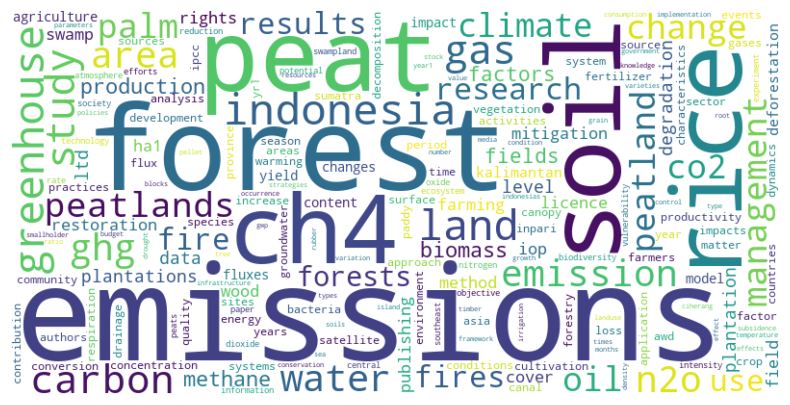 agriculture
swamp
palm
sources
parameters
reduction
ipcc
rights
results
events
peat
yr1
swampland
potential
resources
decomposition
impact
climate
consumption
implementation
change
source
gases
sector
greenhouse
area
study
atmosphere
efforts
policies
society
production
analysis
sumatra
indonesia
gas
factors
research
stock
year1
value
system
fertilizer
vegetation
activities
knowledge
varieties
grain
root
experiment
deforestation
degradation
characteristics
soil
rice
technology
development
ltd
ha1
flux
province
season
areas
warming
yield
forest
changes
period
number
time
media
condition
mitigation
fields
kalimantan
oxide
ecosystem
level
indonesias
peatland
co2
management
dynamics
rate
practices
pellet
blocks
occurrence
strategies
peatlands
ghg
restoration
species
increase
content
groundwater
gwp
variation
rubber
ch4
surface
paddy
farming
land
canopy
licence
inpari
biomass
iop
approach
nitrogen
growth
biodiversity
vulnerability
control
type
productivity
year
impacts
matter
farmers
countries
smallholder
ratio
budget
drought
tree
fire
data
fluxes
forests
method
emission
model
community
plantations
wood
sites
infrastructure
types
bacteria
soils
island
environment
southeast
objective
timber
asia
irrigation
forestry
loss
awd
application
landuse
factor
subsidence
temperature
plantation
effect
effects
contribution
authors
respiration
drainage
peats
paper
quality
energy
years
satellite
emissions
conversion
concentration
dioxide
sea
publishing
conditions
cultivation
framework
cover
canal
times
months
crop
field
intensity
carbon
methane
systems
information
conservation
central
water
fires
oil
density
n2o
use